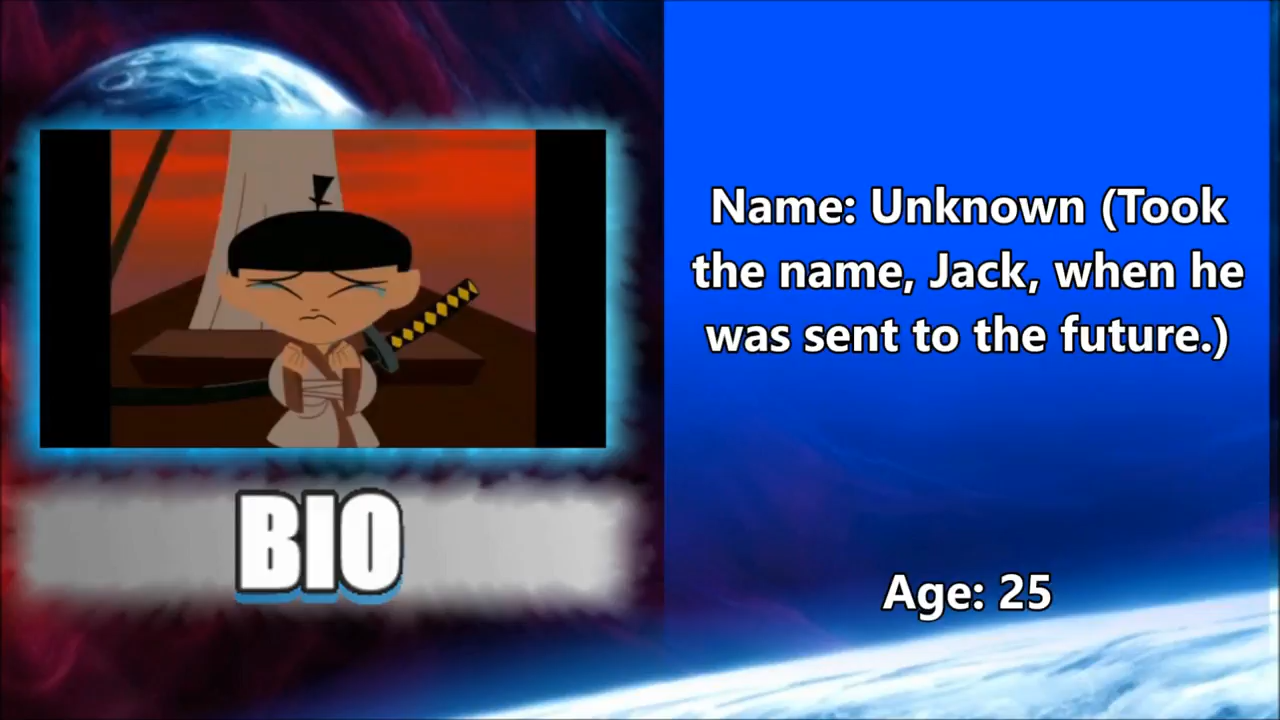 BIO
Name: Unknown (Took
the name, Jack, when he
was sent to the future.)
Age: 25